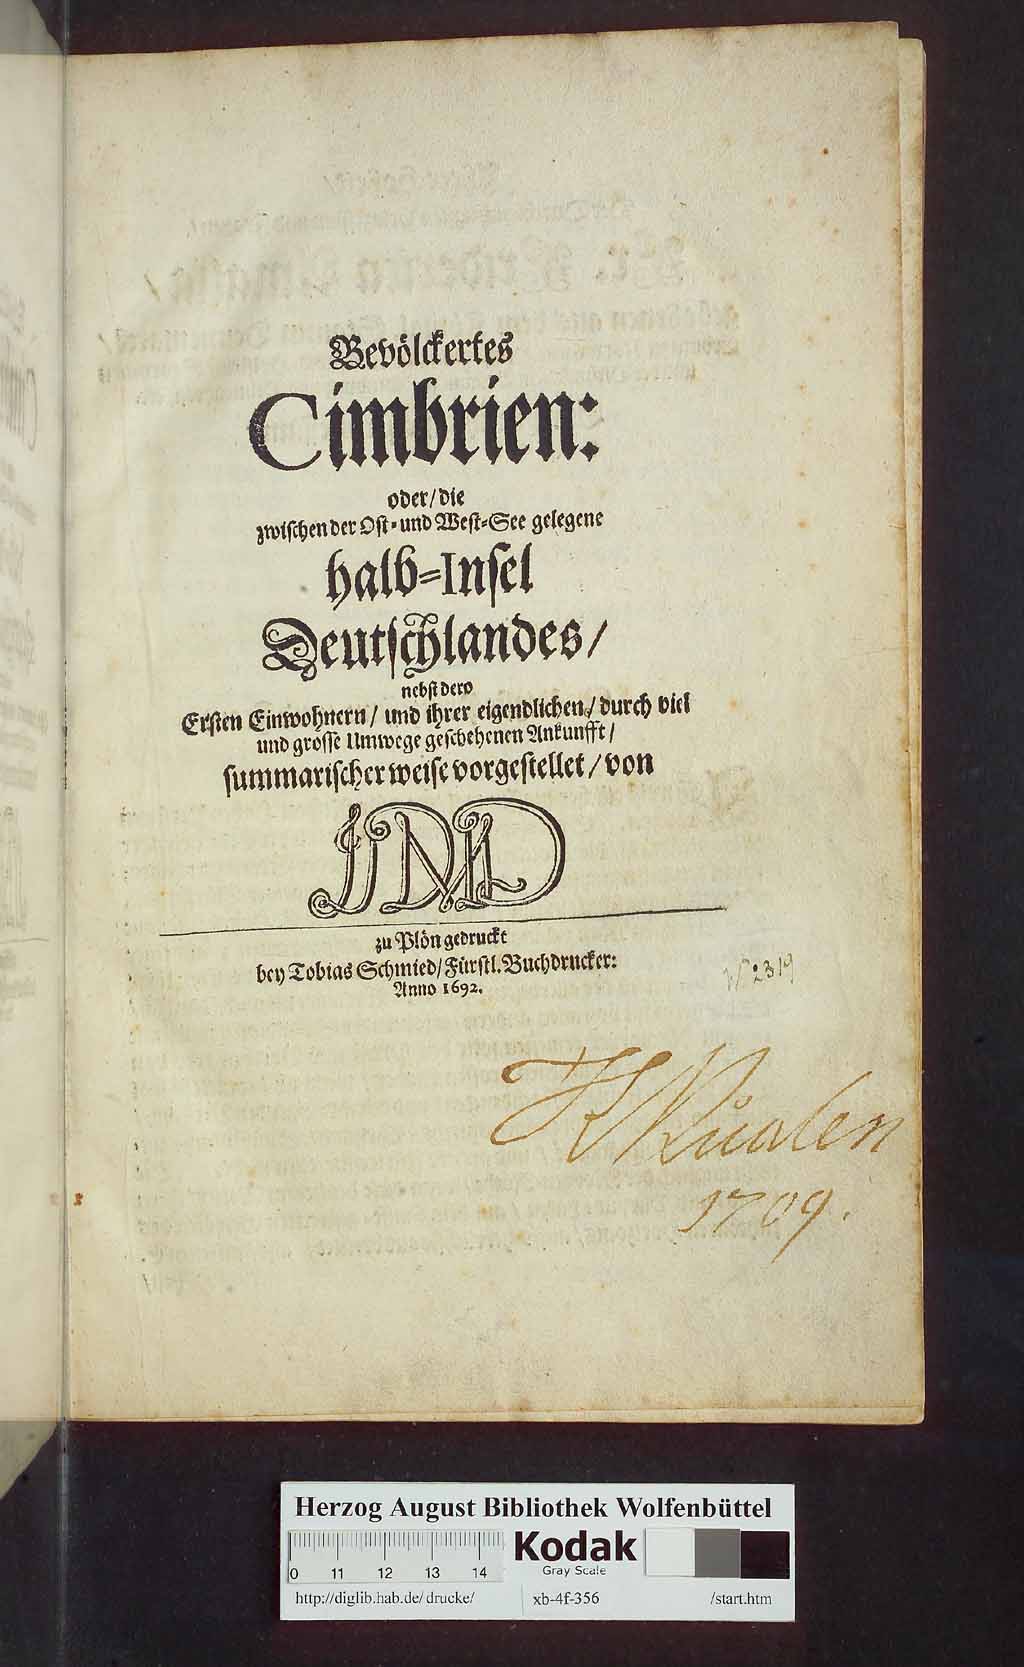 Bevölckertes
Cimbrien:
oder/ die
zwischen der Ost- und West-See gelegene
halb-Insel
Deutschlandes/
nebst dero
Ersten Einwohnern/ und ihrer eigendlichen/ durch viel
und grosse Umwege geschehenen Ankunfft/
summarischer weise vorgestellet/ von
JDMD
zu Plön gedruckt
bey Tobias Schmied/ Fürstl. Buchdrucker:
Anno 1692.
2319
1709.
Herzog August Bibliothek Wolfenbüttel
Kodak
Gray Scale
0 11 12 13 14
http://diglib.hab.de/drucke/ xb-4f-356 /start.htm